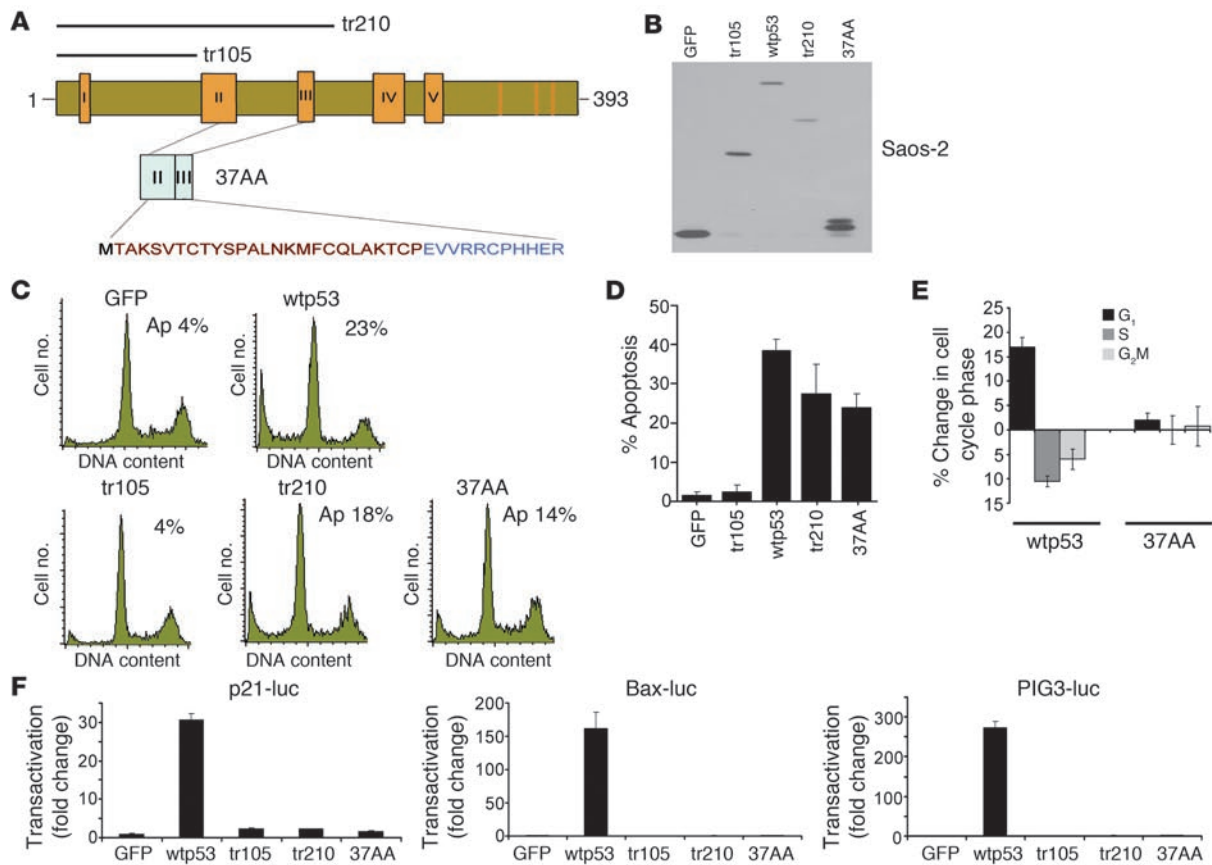 A
tr210
tr105
1
I
II
III
IV
V
393
II
III
37AA
MTAKSVTCTYSPALNKMFCQLAKTCPEVVRRCPHHER
B
GFP
tr105
wtp53
tr210
37AA
Saos-2
C
GFP
Ap 4%
Cell no.
DNA content
wtp53
23%
Cell no.
DNA content
tr105
4%
Cell no.
DNA content
tr210
Ap 18%
Cell no.
DNA content
37AA
Ap 14%
Cell no.
DNA content
D
% Apoptosis
50
40
30
20
10
0
GFP
tr105
wtp53
tr210
37AA
E
% Change in cell
cycle phase
25
20
15
10
5
0
5
10
15
G₁
S
G₂M
wtp53
37AA
F
p21-luc
Transactivation
(fold change)
30
20
10
0
GFP
wtp53
tr105
tr210
37AA
Bax-luc
Transactivation
(fold change)
200
150
100
50
0
GFP
wtp53
tr105
tr210
37AA
PIG3-luc
Transactivation
(fold change)
300
200
100
0
GFP
wtp53
tr105
tr210
37AA